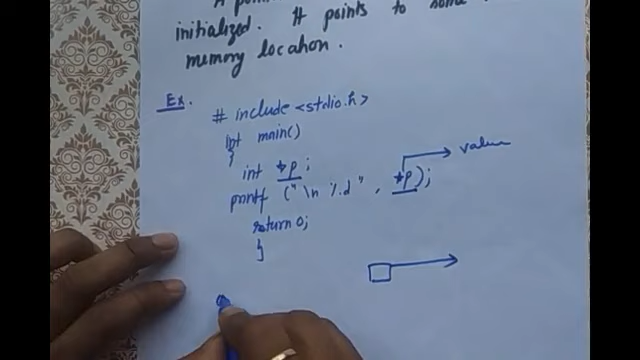 A
initialized. It points to some
memory location.
Ex.
# include <stdio.h>
int main()
{
int *p ;
printf ("\n %d" , *p);
value
return 0;
}